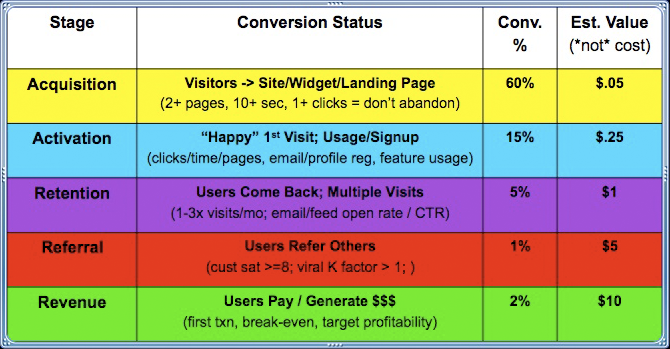 Stage Conversion Status Conv. % Est. Value (*not* cost)
Acquisition Visitors -> Site/Widget/Landing Page 60% $.05
(2+ pages, 10+ sec, 1+ clicks = don't abandon)
Activation “Happy” 1st Visit; Usage/Signup 15% $.25
(clicks/time/pages, email/profile reg, feature usage)
Retention Users Come Back; Multiple Visits 5% $1
(1-3x visits/mo; email/feed open rate / CTR)
Referral Users Refer Others 1% $5
(cust sat >=8; viral K factor > 1; )
Revenue Users Pay / Generate $$$ 2% $10
(first txn, break-even, target profitability)